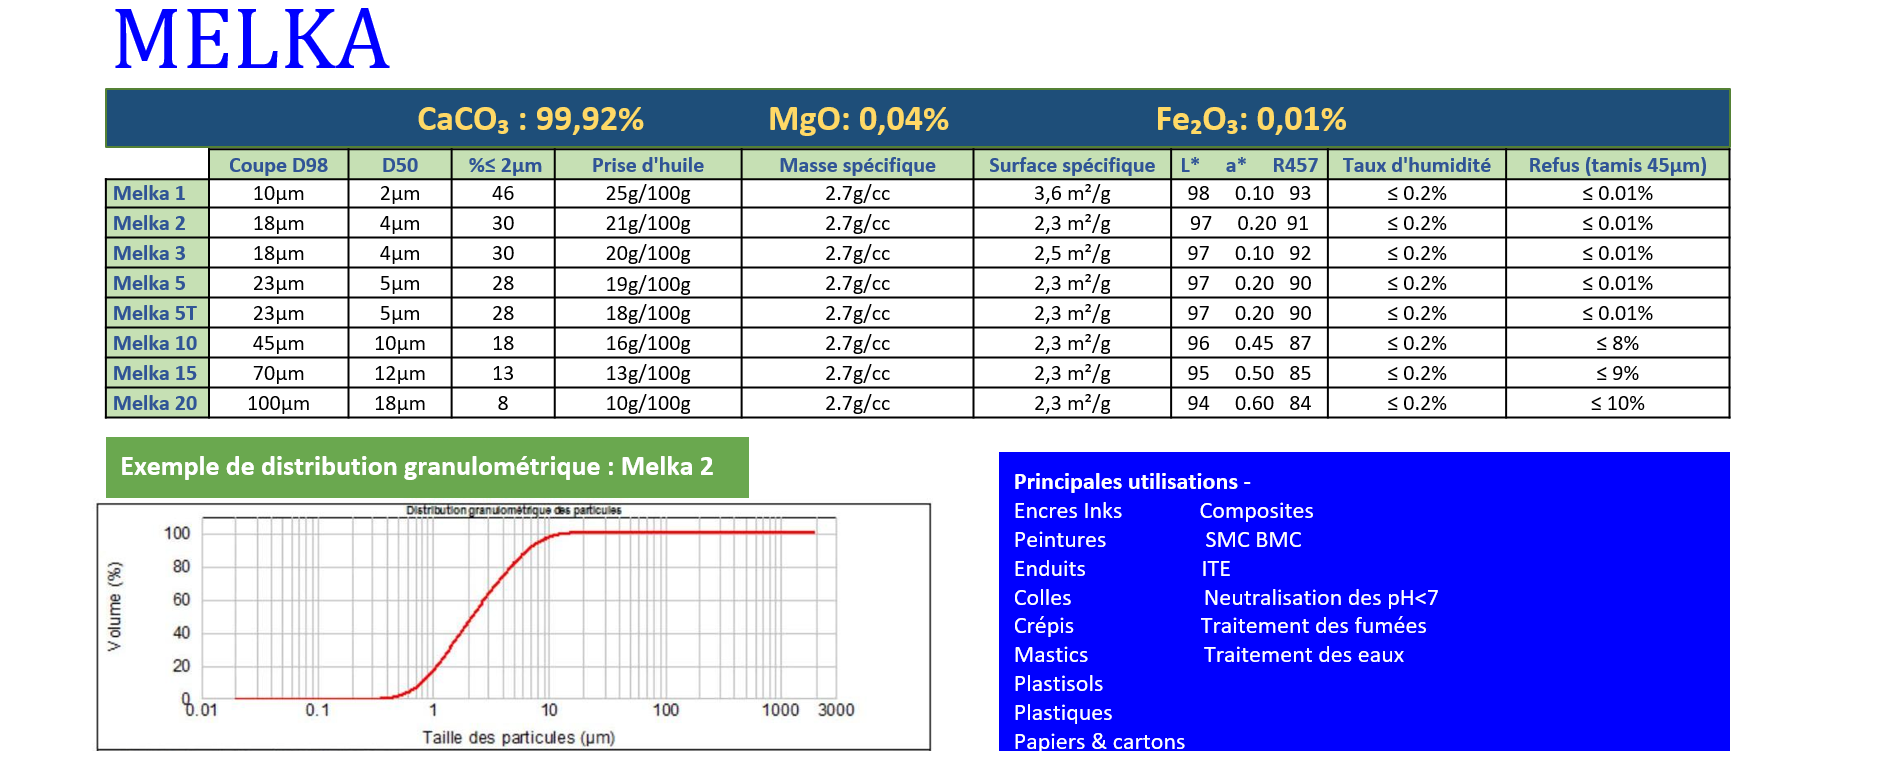 MELKA
CaCO₃ : 99,92% MgO: 0,04% Fe₂O₃: 0,01%
Coupe D98 D50 %≤ 2µm Prise d'huile Masse spécifique Surface spécifique L* a* R457 Taux d'humidité Refus (tamis 45µm)
Melka 1 10µm 2µm 46 25g/100g 2.7g/cc 3,6 m²/g 98 0.10 93 ≤ 0.2% ≤ 0.01%
Melka 2 18µm 4µm 30 21g/100g 2.7g/cc 2,3 m²/g 97 0.20 91 ≤ 0.2% ≤ 0.01%
Melka 3 18µm 4µm 30 20g/100g 2.7g/cc 2,5 m²/g 97 0.10 92 ≤ 0.2% ≤ 0.01%
Melka 5 23µm 5µm 28 19g/100g 2.7g/cc 2,3 m²/g 97 0.20 90 ≤ 0.2% ≤ 0.01%
Melka 5T 23µm 5µm 28 18g/100g 2.7g/cc 2,3 m²/g 97 0.20 90 ≤ 0.2% ≤ 0.01%
Melka 10 45µm 10µm 18 16g/100g 2.7g/cc 2,3 m²/g 96 0.45 87 ≤ 0.2% ≤ 8%
Melka 15 70µm 12µm 13 13g/100g 2.7g/cc 2,3 m²/g 95 0.50 85 ≤ 0.2% ≤ 9%
Melka 20 100µm 18µm 8 10g/100g 2.7g/cc 2,3 m²/g 94 0.60 84 ≤ 0.2% ≤ 10%
Exemple de distribution granulométrique : Melka 2
Distribution granulométrique des particules
Volume (%)
100
80
60
40
20
0
0.01 0.1 1 10 100 1000 3000
Taille des particules (µm)
Principales utilisations -
Encres Inks Composites
Peintures SMC BMC
Enduits ITE
Colles Neutralisation des pH<7
Crépis Traitement des fumées
Mastics Traitement des eaux
Plastisols
Plastiques
Papiers & cartons